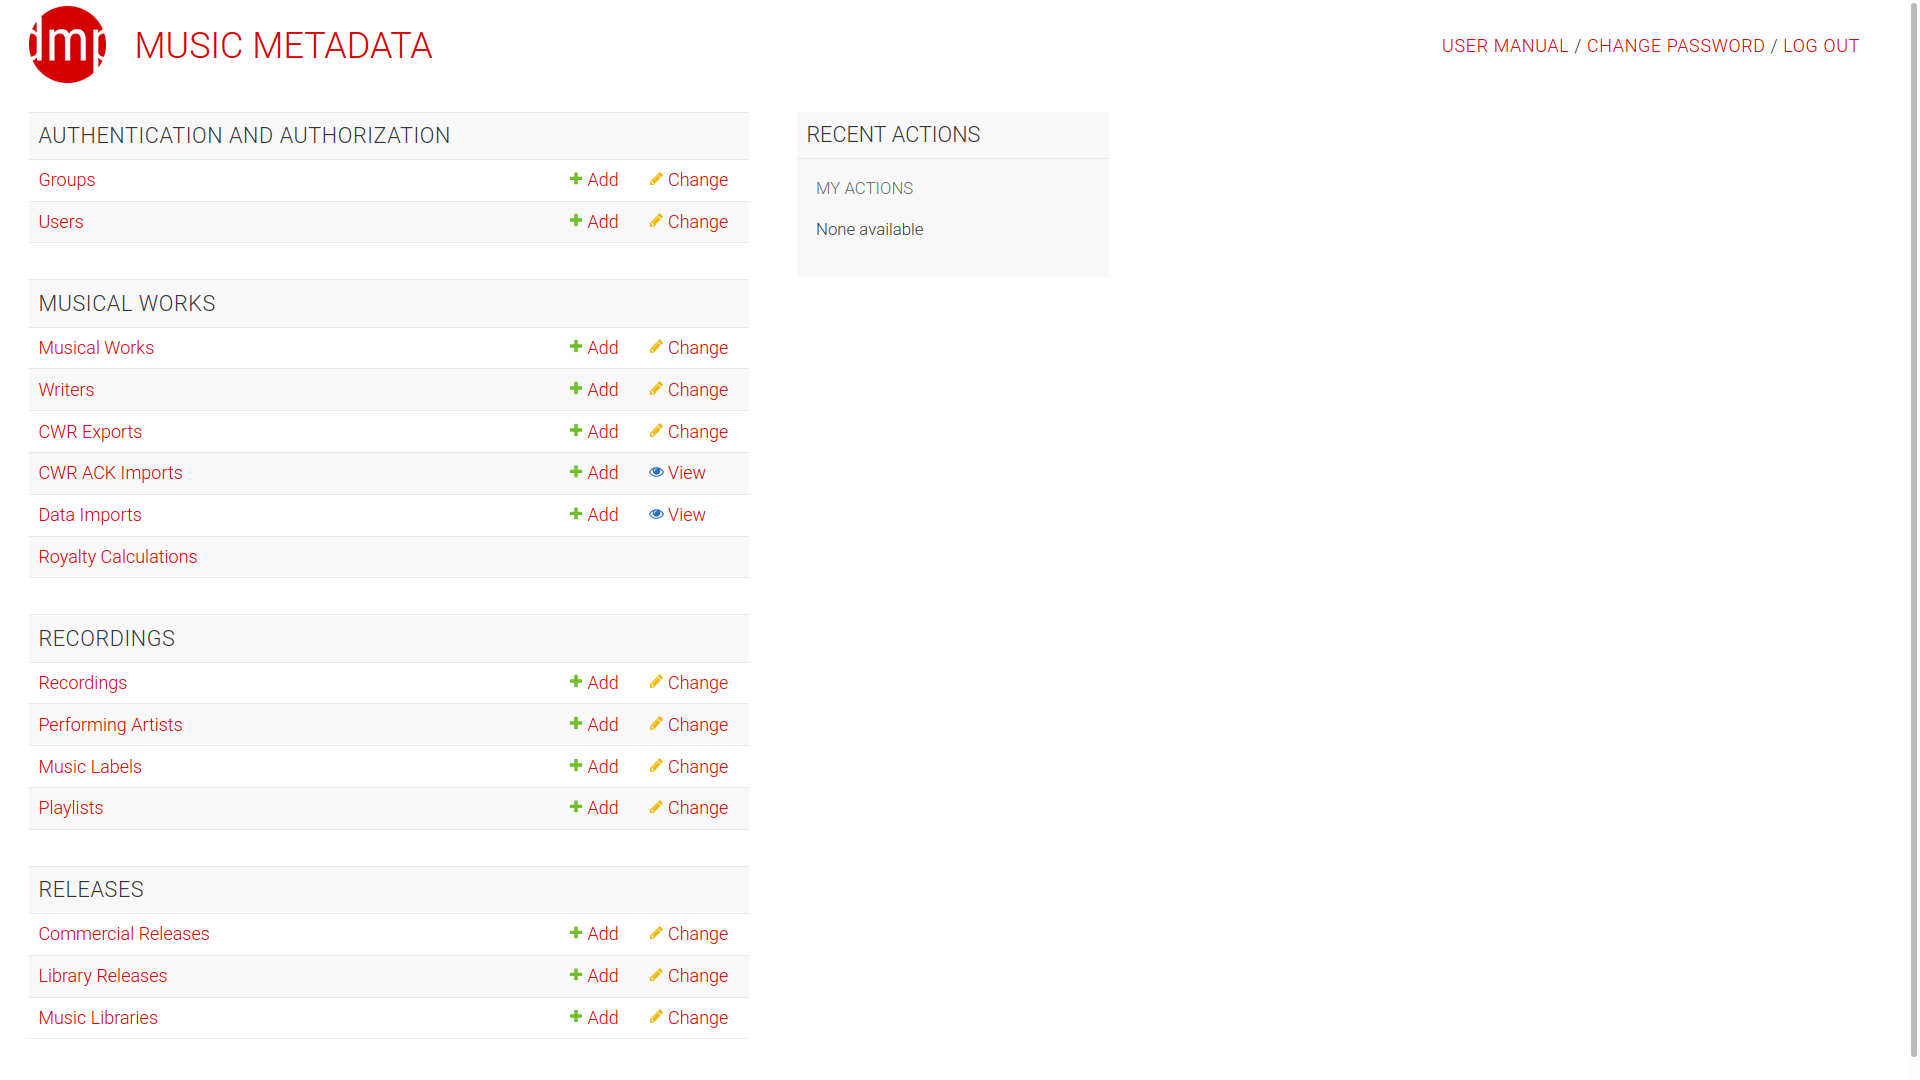 dmp
MUSIC METADATA
USER MANUAL / CHANGE PASSWORD / LOG OUT
AUTHENTICATION AND AUTHORIZATION
Groups Add Change
Users Add Change
MUSICAL WORKS
Musical Works Add Change
Writers Add Change
CWR Exports Add Change
CWR ACK Imports Add View
Data Imports Add View
Royalty Calculations
RECORDINGS
Recordings Add Change
Performing Artists Add Change
Music Labels Add Change
Playlists Add Change
RELEASES
Commercial Releases Add Change
Library Releases Add Change
Music Libraries Add Change
RECENT ACTIONS
MY ACTIONS
None available